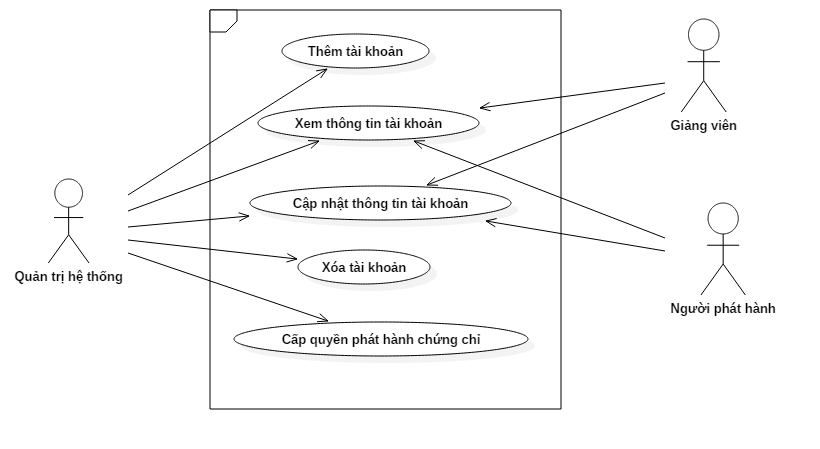 Thêm tài khoản
Xem thông tin tài khoản
Giảng viên
Cập nhật thông tin tài khoản
Quản trị hệ thống
Xóa tài khoản
Người phát hành
Cấp quyền phát hành chứng chỉ